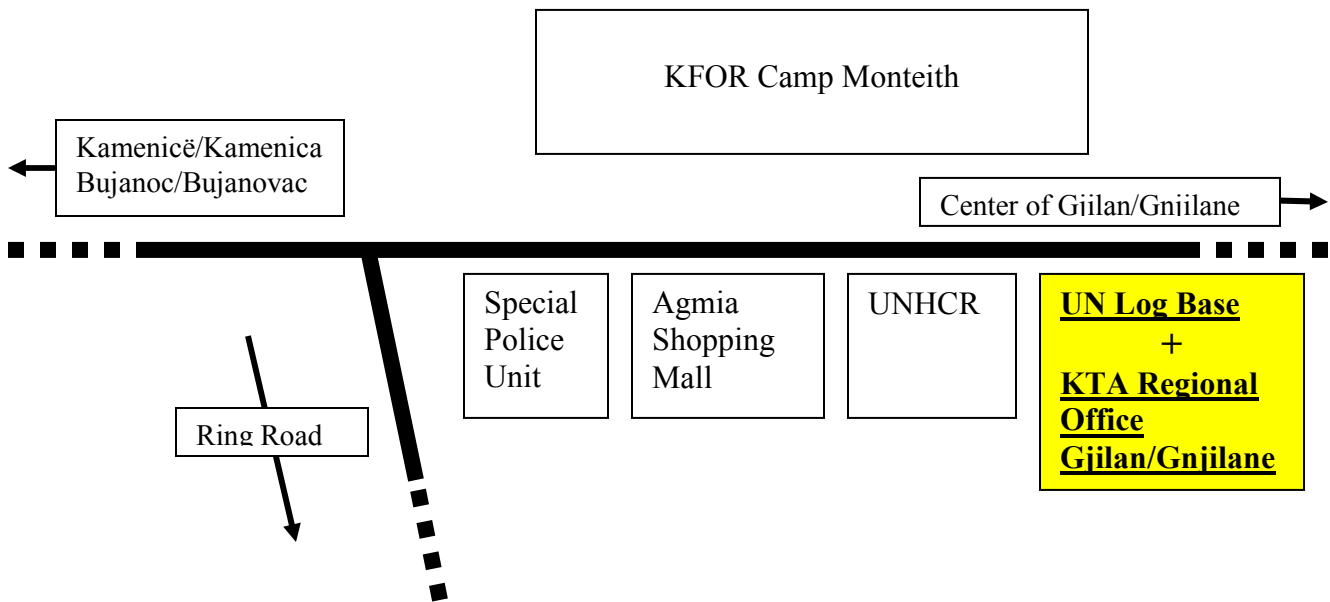 KFOR Camp Monteith
Kamenicë/Kamenica
Bujanoc/Bujanovac
Center of Gjilan/Gnjilane
Special
Police
Unit
Agmia
Shopping
Mall
UNHCR
UN Log Base
+
KTA Regional
Office
Gjilan/Gnjilane
Ring Road